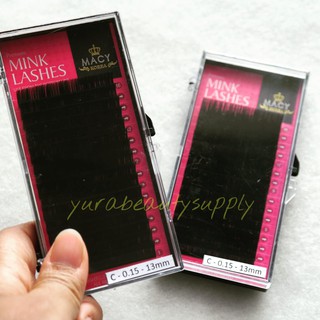 MINK
LASHES
MACY
MINK
LASHES
MACY
yurabeautysupply
C - 0.15 - 13mm
C - 0.15 - 13mm